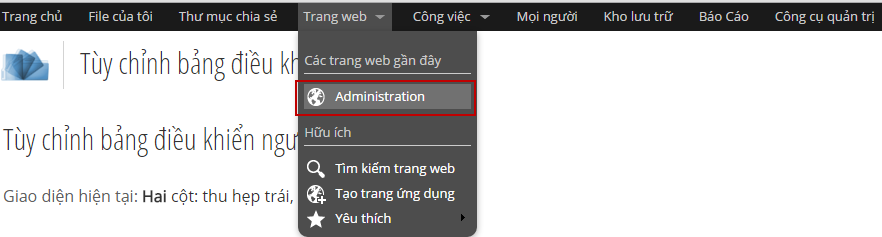 Trang chủ File của tôi Thư mục chia sẻ Trang web Công việc Mọi người Kho lưu trữ Báo Cáo Công cụ quản trị
Tùy chỉnh bảng điều kh
Các trang web gần đây
Administration
Hữu ích
Tùy chỉnh bảng điều khiển ngư
Tìm kiếm trang web
Giao diện hiện tại: Hai cột: thu hẹp trái,
Tạo trang ứng dụng
Yêu thích